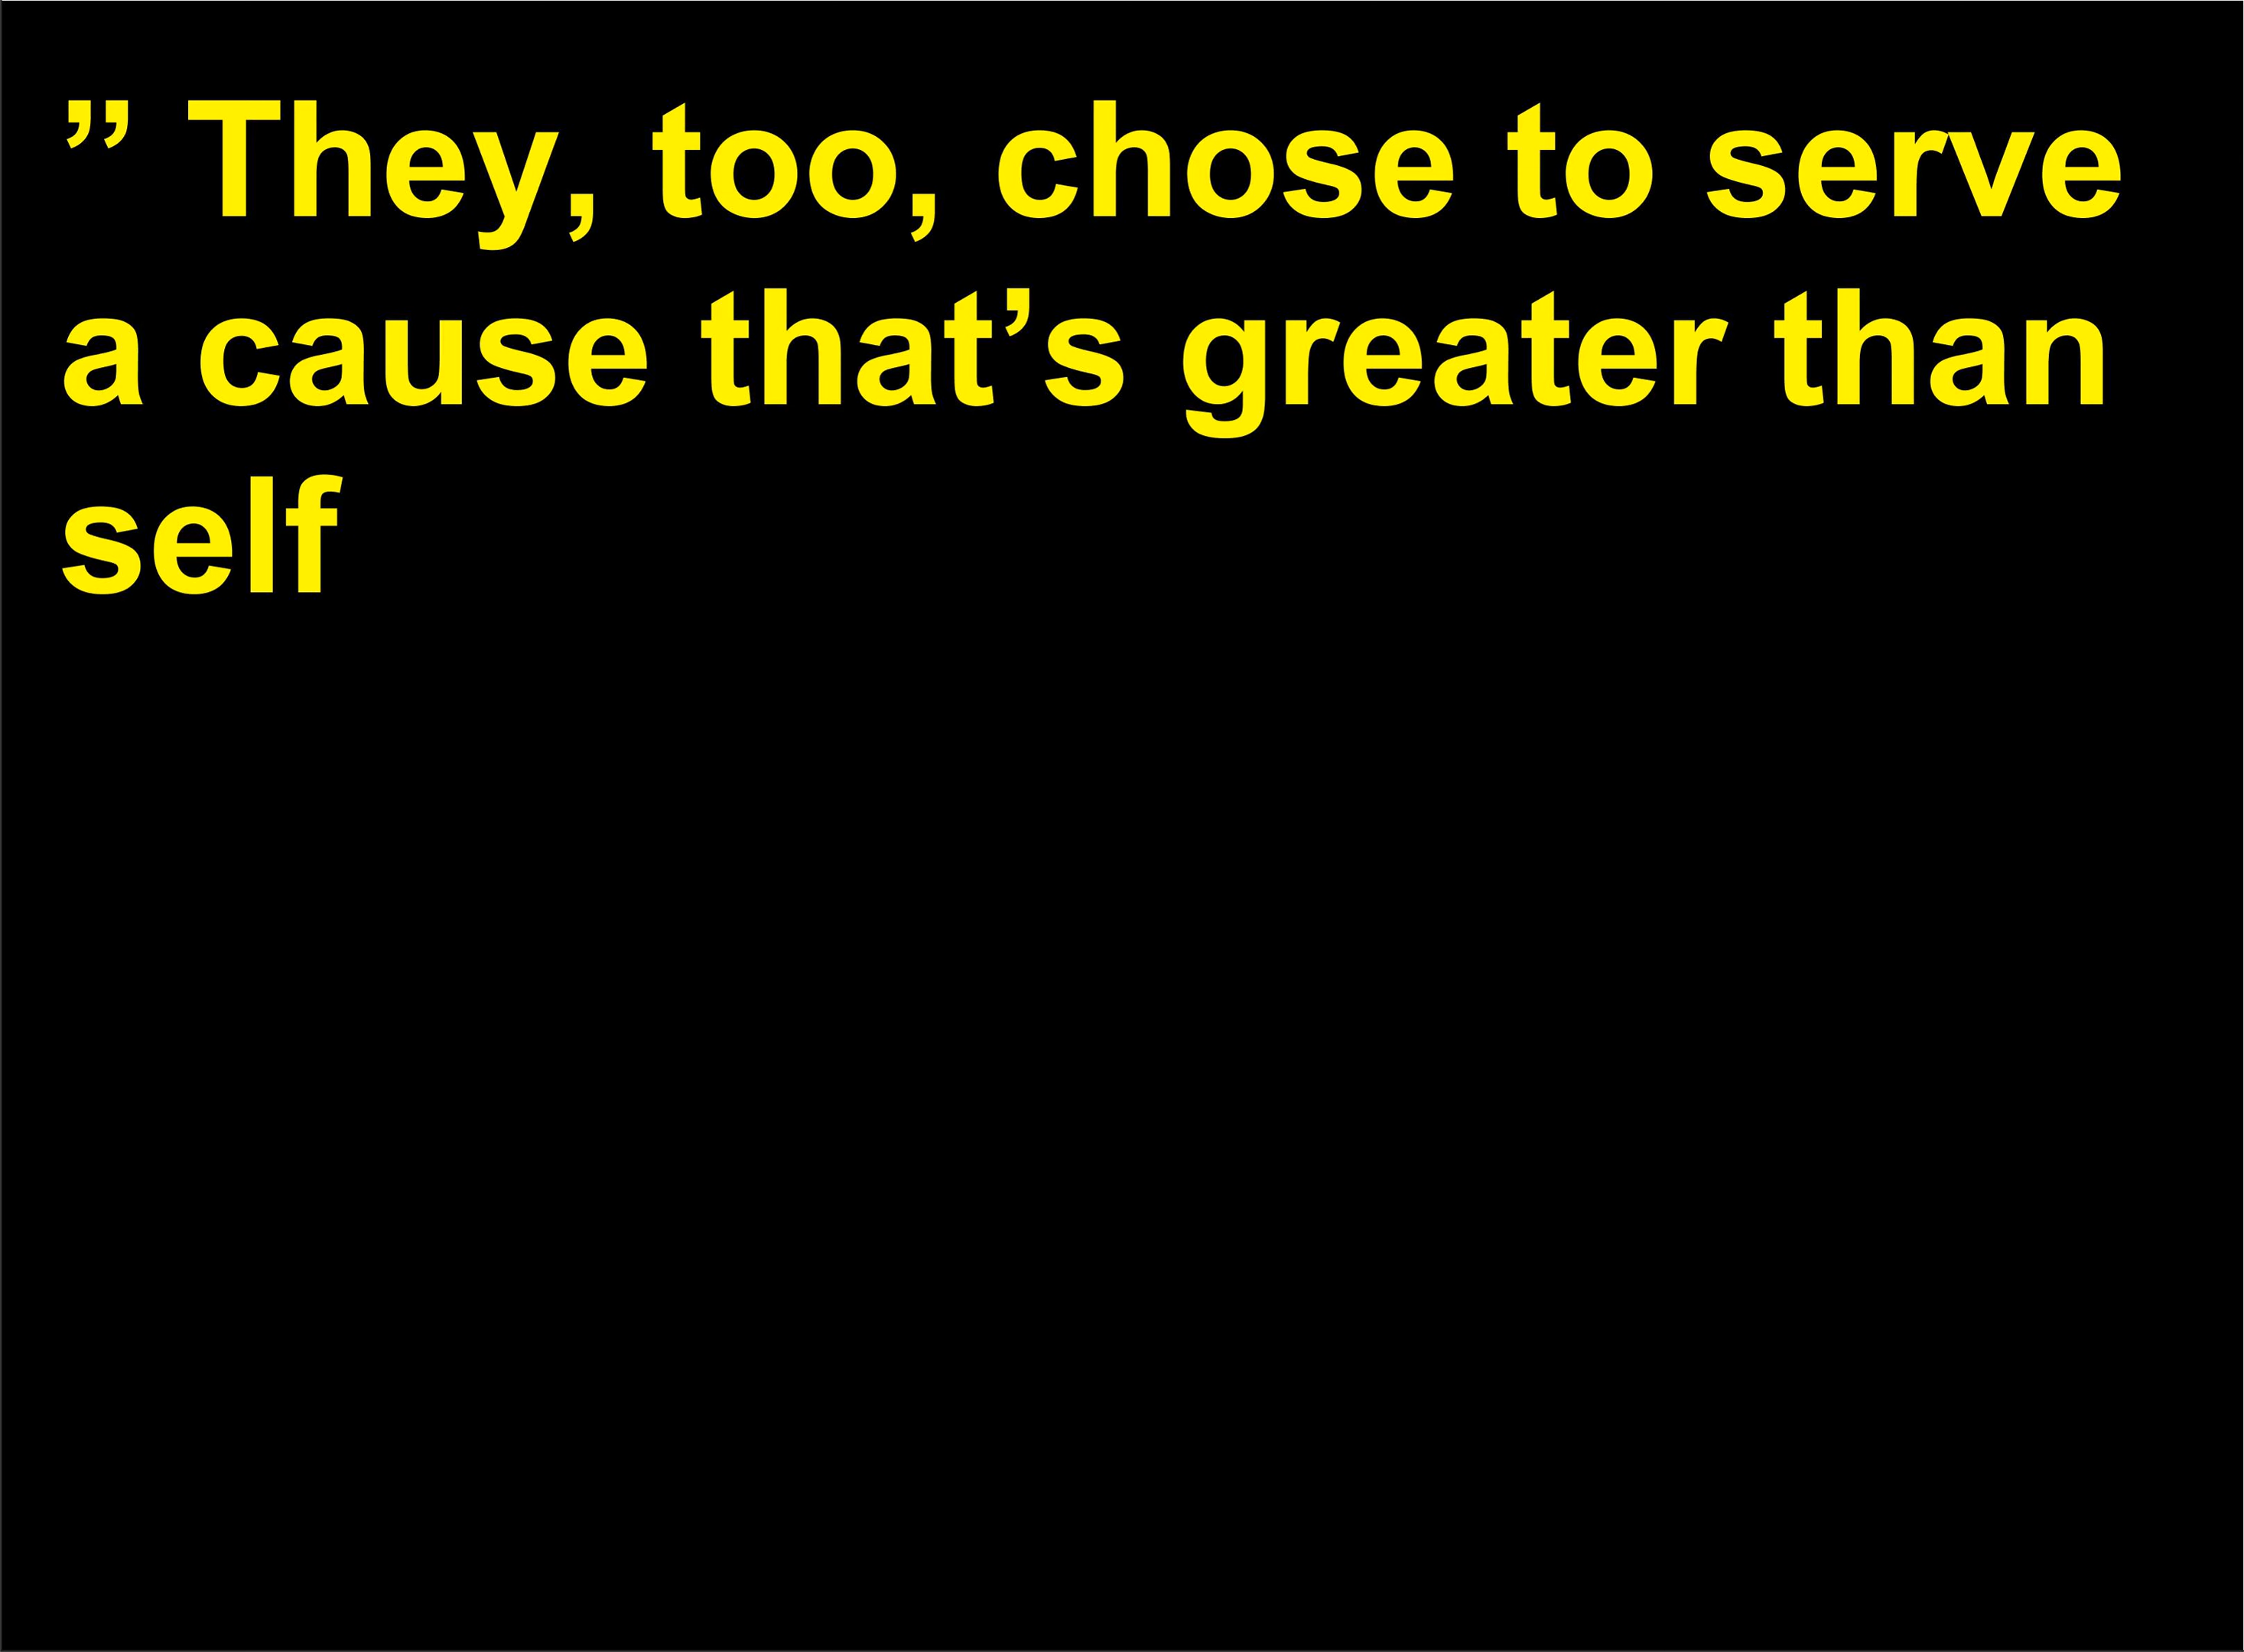 ” They, too, chose to serve
a cause that’s greater than
self